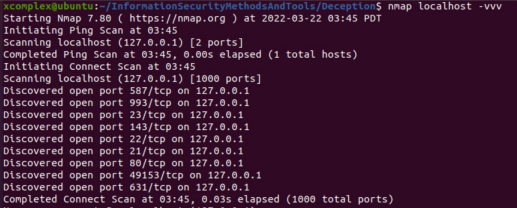 xcomplex@ubuntu:~/InformationSecurityMethodsAndTools/Deception$ nmap localhost -vvv
Starting Nmap 7.80 ( https://nmap.org ) at 2022-03-22 03:45 PDT
Initiating Ping Scan at 03:45
Scanning localhost (127.0.0.1) [2 ports]
Completed Ping Scan at 03:45, 0.00s elapsed (1 total hosts)
Initiating Connect Scan at 03:45
Scanning localhost (127.0.0.1) [1000 ports]
Discovered open port 587/tcp on 127.0.0.1
Discovered open port 993/tcp on 127.0.0.1
Discovered open port 23/tcp on 127.0.0.1
Discovered open port 143/tcp on 127.0.0.1
Discovered open port 22/tcp on 127.0.0.1
Discovered open port 21/tcp on 127.0.0.1
Discovered open port 80/tcp on 127.0.0.1
Discovered open port 49153/tcp on 127.0.0.1
Discovered open port 631/tcp on 127.0.0.1
Completed Connect Scan at 03:45, 0.03s elapsed (1000 total ports)